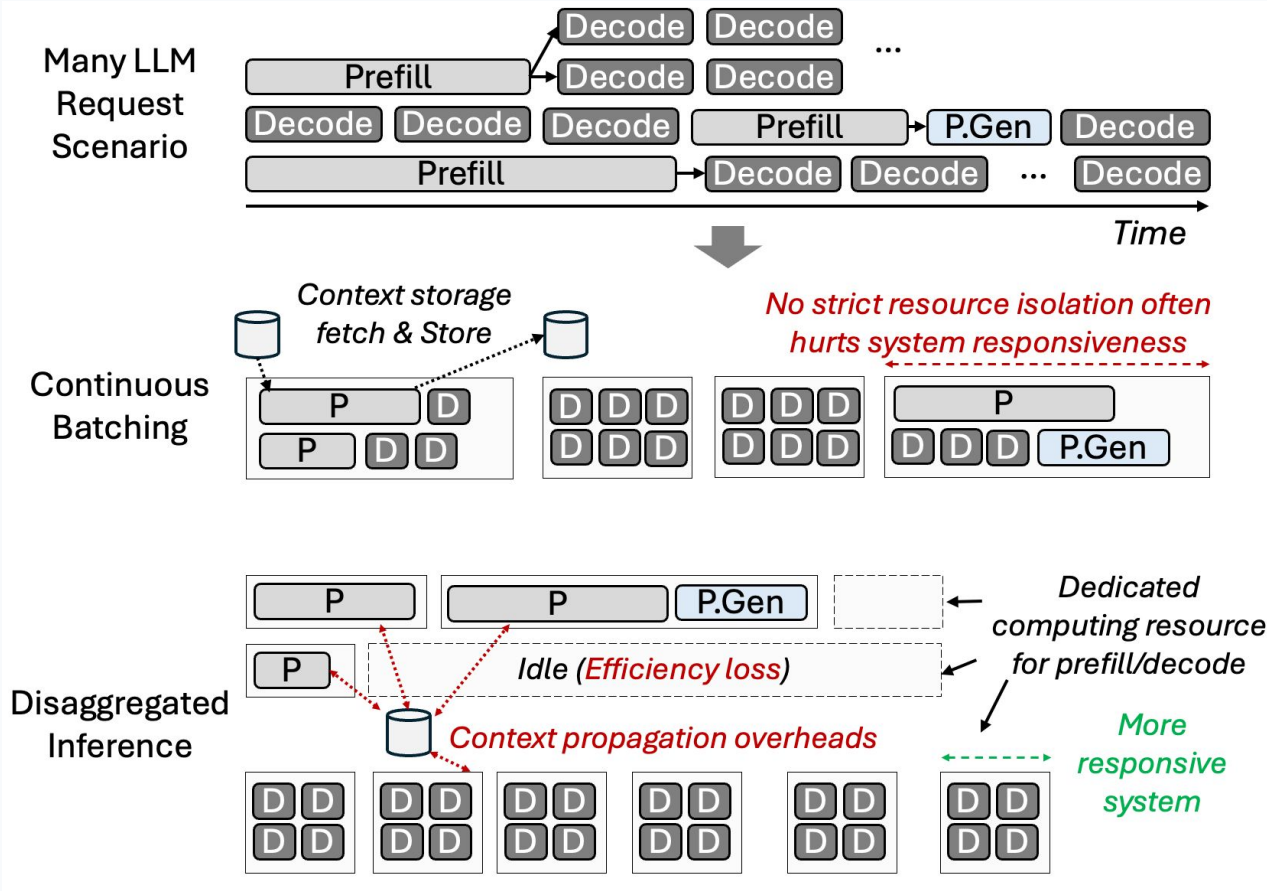 Many LLM
Request
Scenario
Decode Decode ...
Prefill Decode Decode
Decode Decode Decode Prefill P.Gen Decode
Prefill Decode Decode ... Decode
Time
Context storage
fetch & Store
No strict resource isolation often
hurts system responsiveness
Continuous
Batching
P D
P D D
D D D
D D D
D D D
D D D
P
D D D P.Gen
Disaggregated
Inference
P P P.Gen
P Idle (Efficiency loss)
Dedicated
computing resource
for prefill/decode
Context propagation overheads
More
responsive
system
D D D D D D D D D D D D
D D D D D D D D D D D D